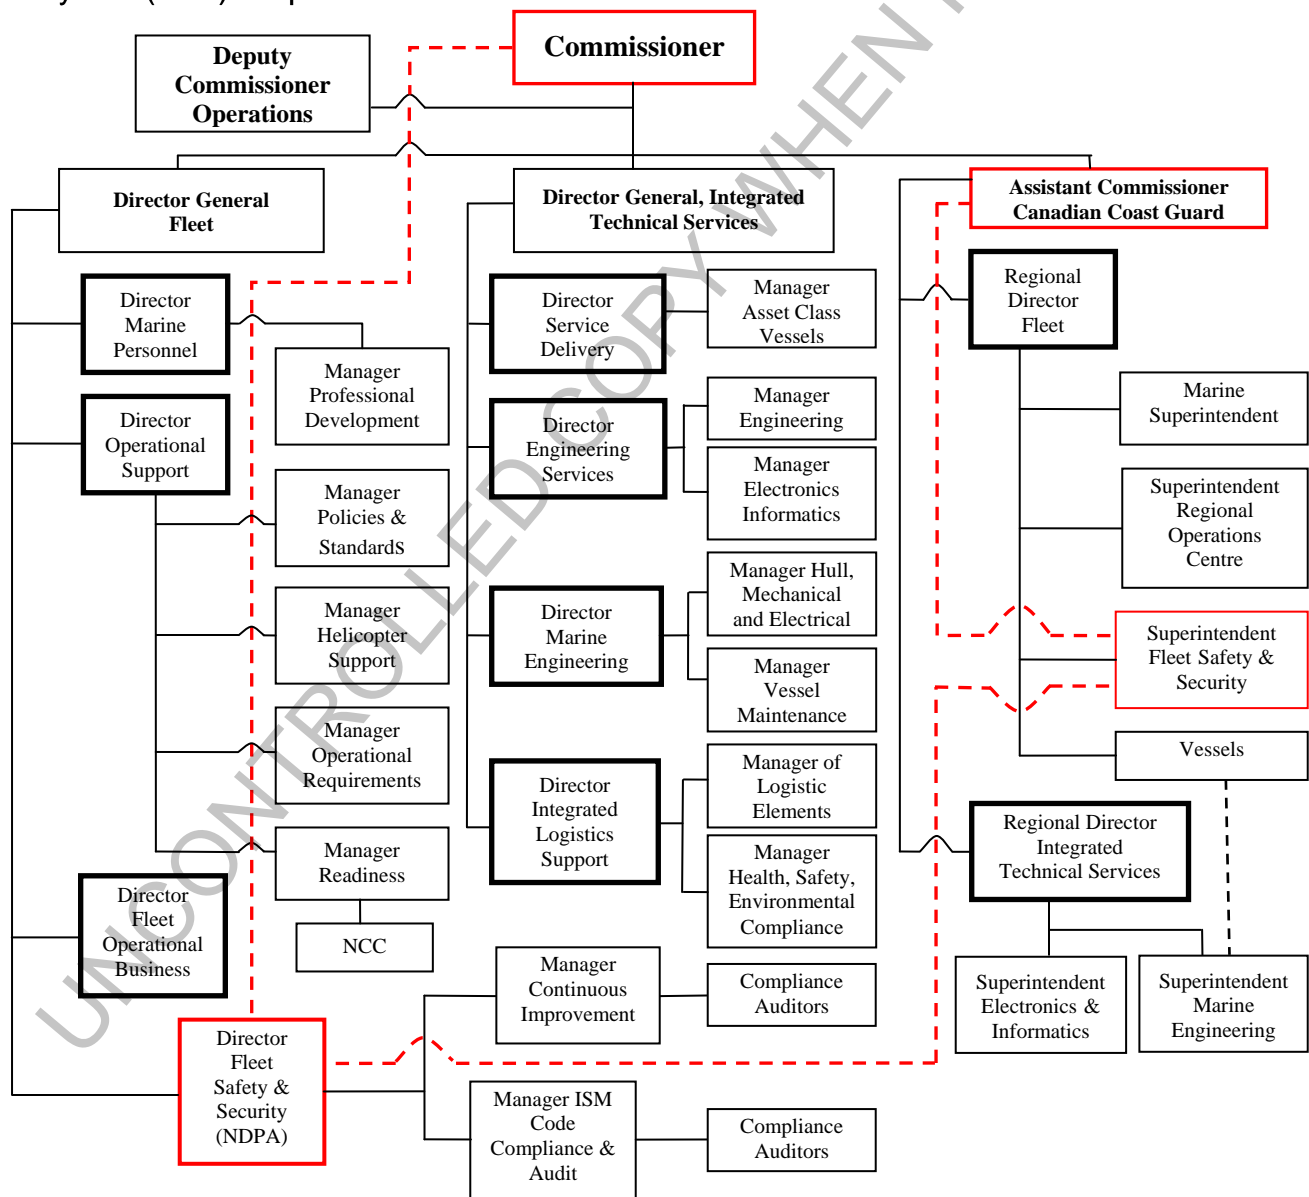 Commissioner
Deputy
Commissioner
Operations
Director General
Fleet
Director General, Integrated
Technical Services
Assistant Commissioner
Canadian Coast Guard
Director
Marine
Personnel
Manager
Professional
Development
Director
Operational
Support
Manager
Policies &
Standards
Manager
Helicopter
Support
Manager
Operational
Requirements
Manager
Readiness
NCC
Director
Fleet
Operational
Business
Director
Fleet
Safety &
Security
(NDPA)
Director
Service
Delivery
Manager
Asset Class
Vessels
Director
Engineering
Services
Manager
Engineering
Manager
Electronics
Informatics
Director
Marine
Engineering
Manager Hull,
Mechanical
and Electrical
Manager
Vessel
Maintenance
Director
Integrated
Logistics
Support
Manager of
Logistic
Elements
Manager
Health, Safety,
Environmental
Compliance
Manager
Continuous
Improvement
Compliance
Auditors
Manager ISM
Code
Compliance &
Audit
Compliance
Auditors
Regional
Director
Fleet
Marine
Superintendent
Superintendent
Regional
Operations
Centre
Superintendent
Fleet Safety &
Security
Vessels
Regional Director
Integrated
Technical Services
Superintendent
Electronics &
Informatics
Superintendent
Marine
Engineering
UNCONTROLLED COPY WHEN